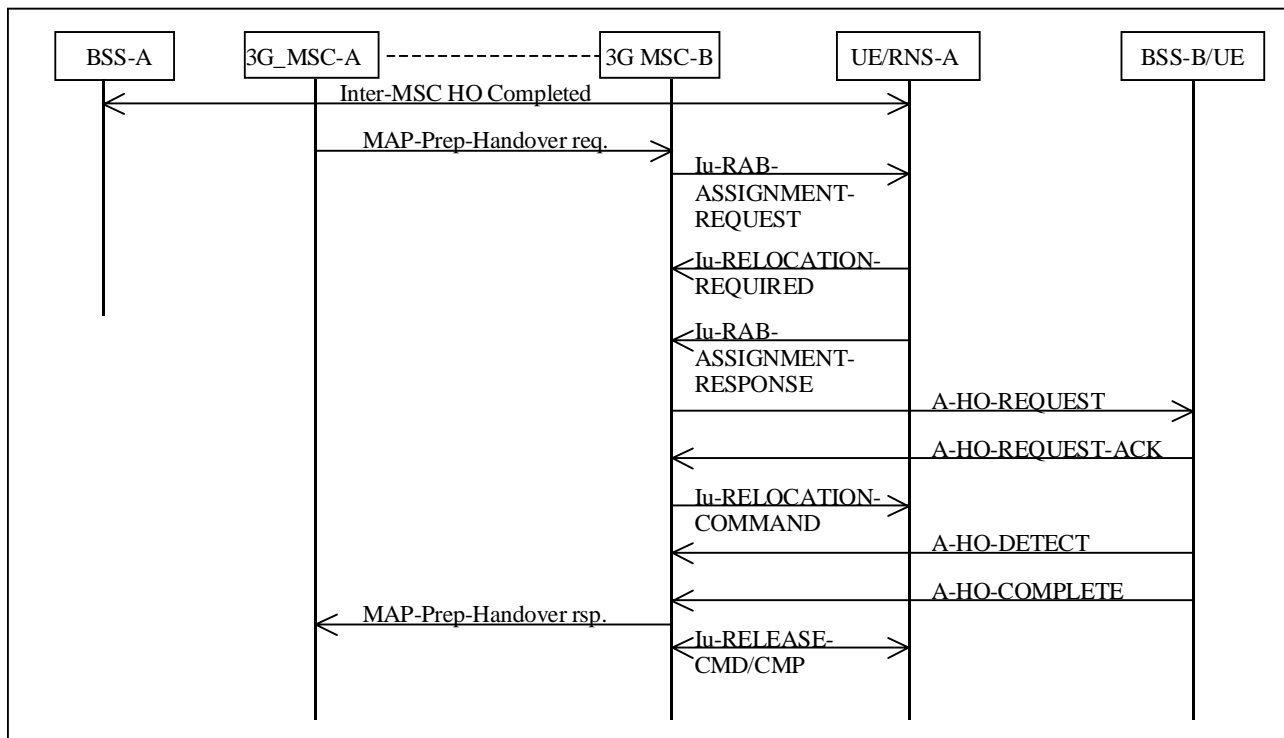 BSS-A 3G_MSC-A 3G MSC-B UE/RNS-A BSS-B/UE
Inter-MSC HO Completed
MAP-Prep-Handover req.
Iu-RAB-
ASSIGNMENT-
REQUEST
Iu-RELOCATION-
REQUIRED
Iu-RAB-
ASSIGNMENT-
RESPONSE
A-HO-REQUEST
A-HO-REQUEST-ACK
Iu-RELOCATION-
COMMAND
A-HO-DETECT
A-HO-COMPLETE
MAP-Prep-Handover rsp.
Iu-RELEASE-
CMD/CMP